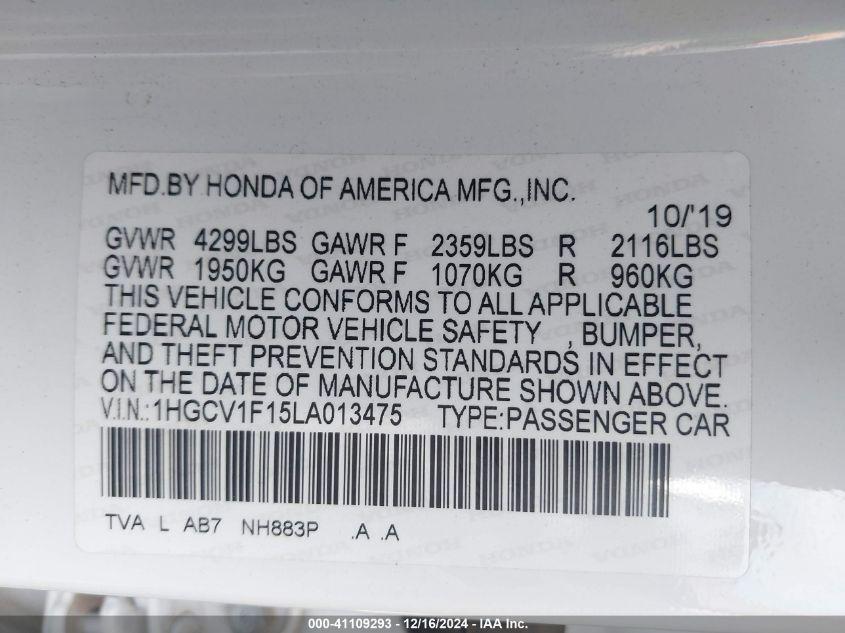 MFD.BY HONDA OF AMERICA MFG.,INC.
10/'19
GVWR 4299LBS GAWR F 2359LBS R 2116LBS
GVWR 1950KG GAWR F 1070KG R 960KG
THIS VEHICLE CONFORMS TO ALL APPLICABLE
FEDERAL MOTOR VEHICLE SAFETY , BUMPER,
AND THEFT PREVENTION STANDARDS IN EFFECT
ON THE DATE OF MANUFACTURE SHOWN ABOVE.
V.I.N.:1HGCV1F15LA013475 TYPE:PASSENGER CAR
TVA L AB7 NH883P .A .A
000-41109293 - 12/16/2024 - IAA Inc.